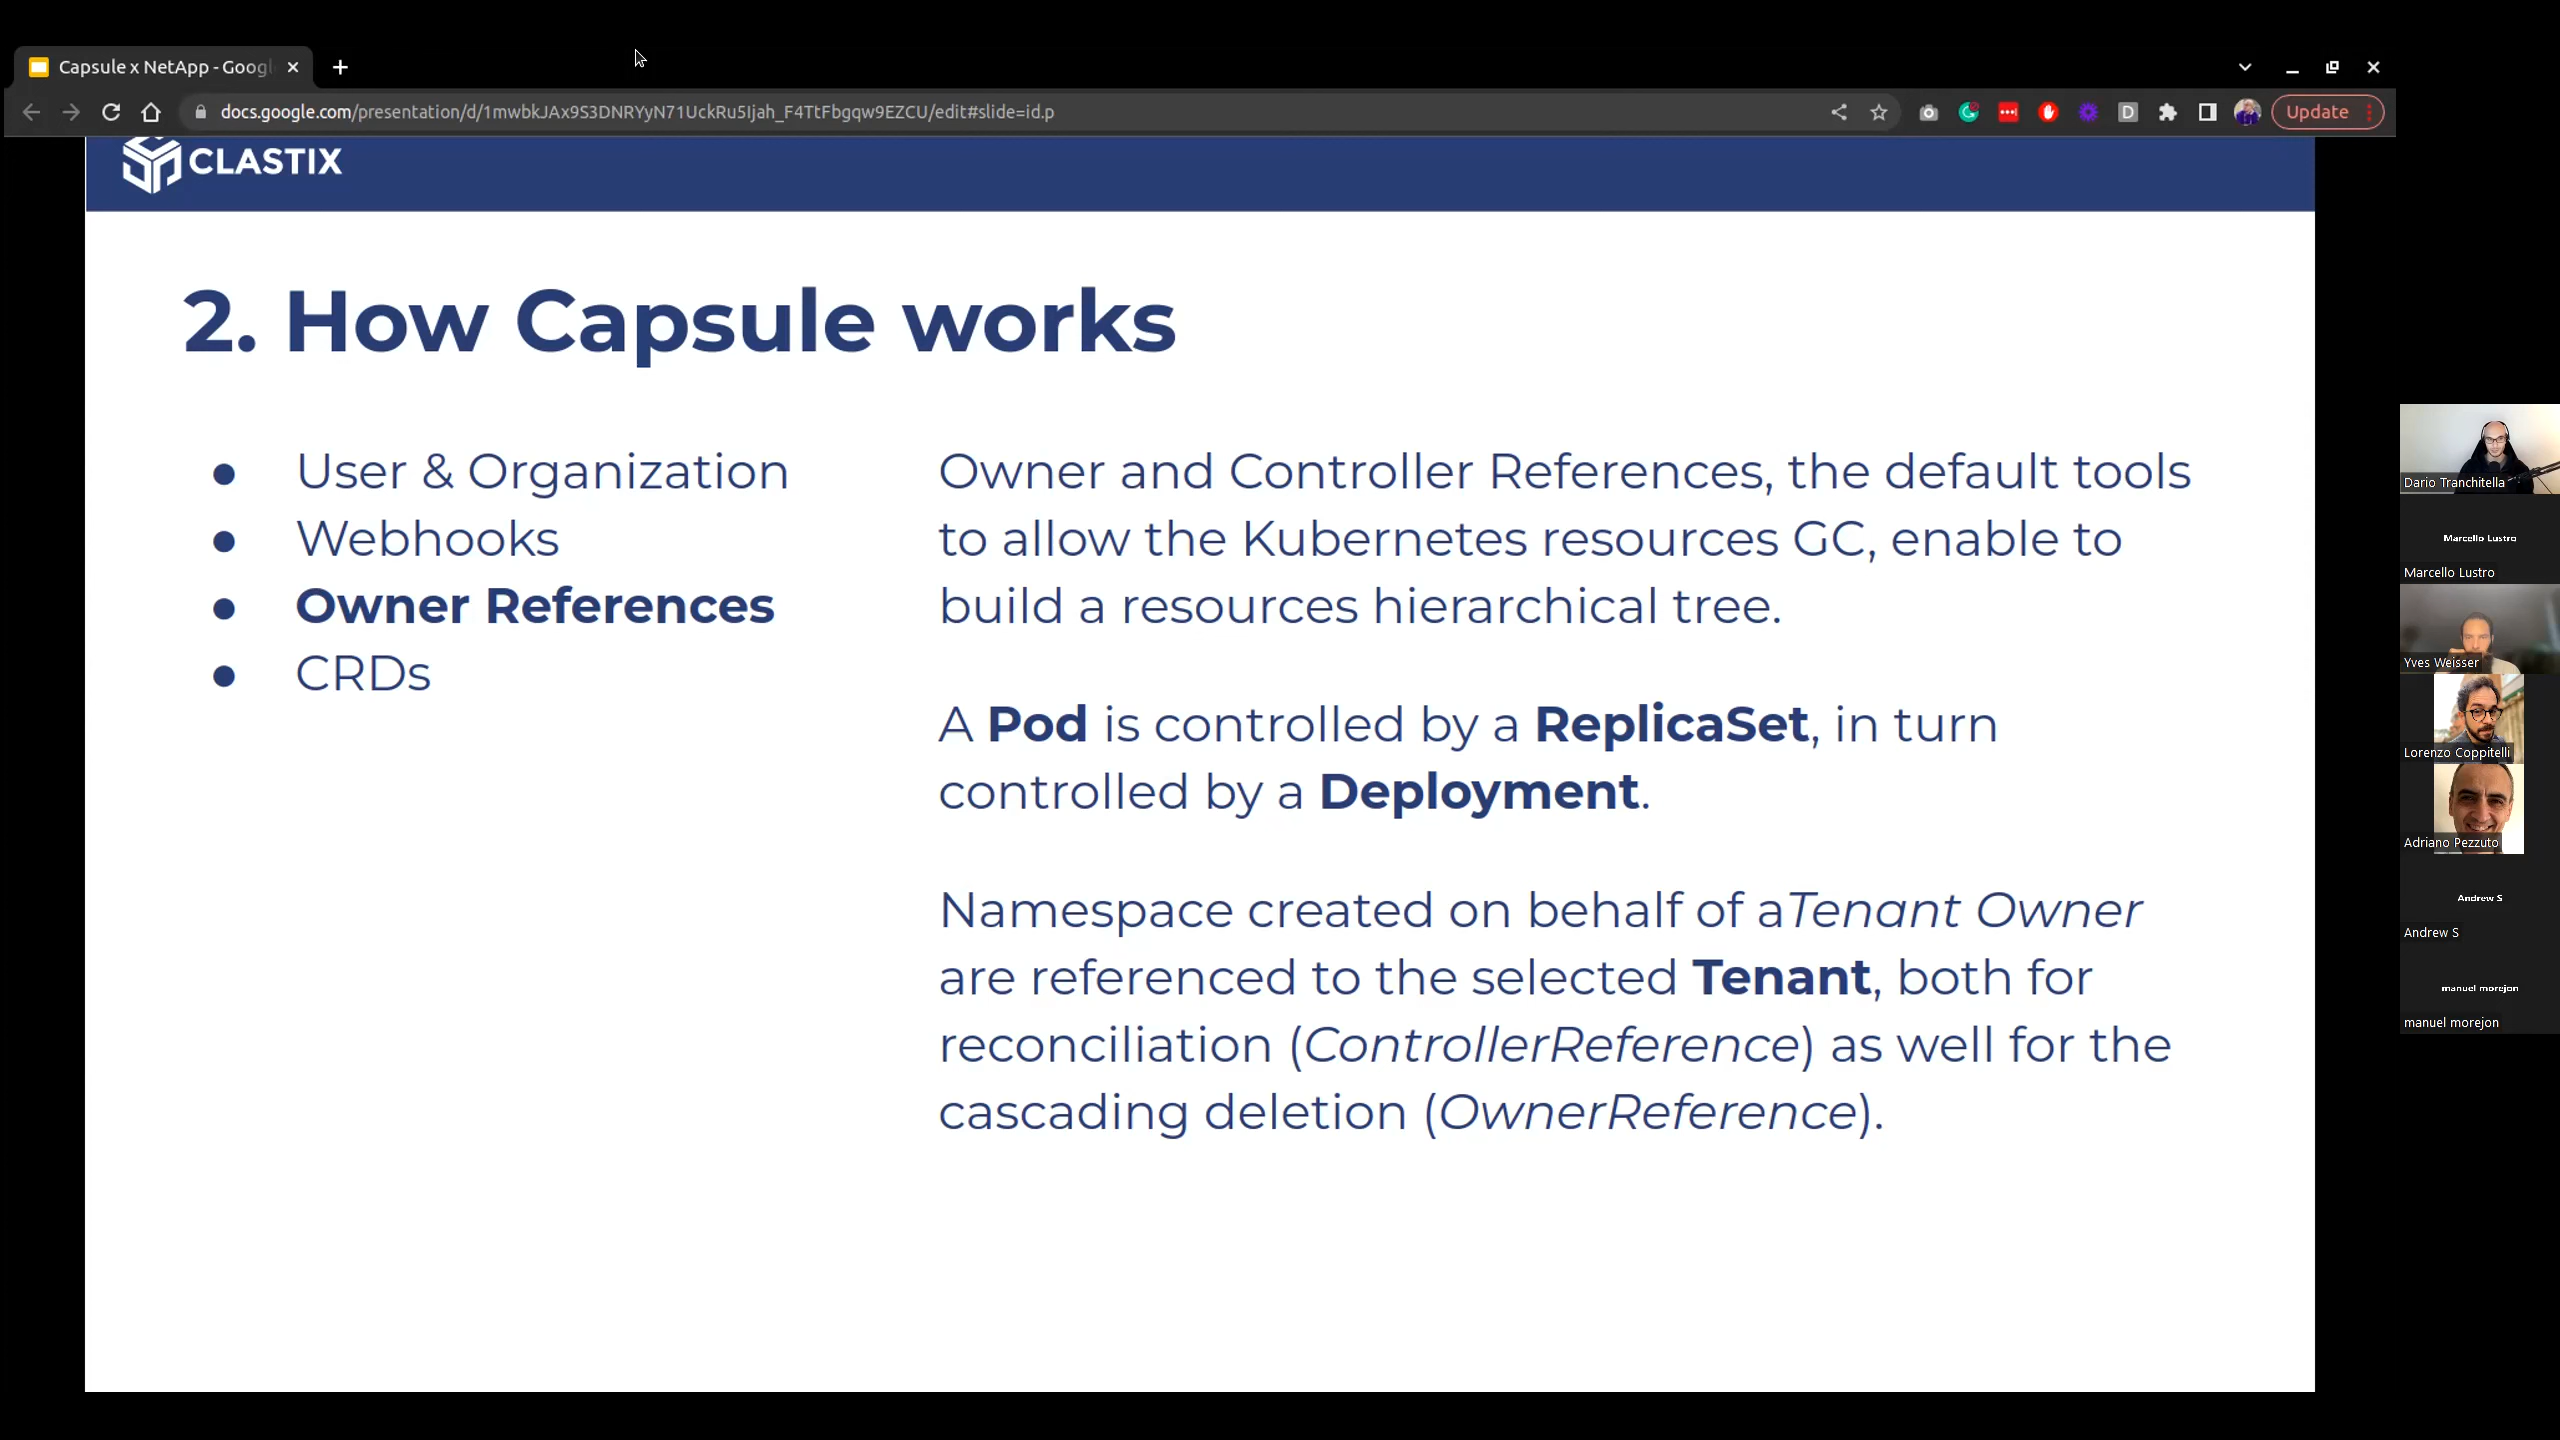 Capsule x NetApp - Googl
docs.google.com/presentation/d/1mwbkJAx9S3DNRYyN71UckRu5Ijah_F4TtFbgqw9EZCU/edit#slide=id.p
Update
CLASTIX
2. How Capsule works
● User & Organization
● Webhooks
● Owner References
● CRDs
Owner and Controller References, the default tools
to allow the Kubernetes resources GC, enable to
build a resources hierarchical tree.
A Pod is controlled by a ReplicaSet, in turn
controlled by a Deployment.
Namespace created on behalf of aTenant Owner
are referenced to the selected Tenant, both for
reconciliation (ControllerReference) as well for the
cascading deletion (OwnerReference).
Dario Tranchitella
Marcello Lustro
Marcello Lustro
Yves Weisser
Lorenzo Coppitelli
Adriano Pezzuto
Andrew S
Andrew S
manuel morejon
manuel morejon